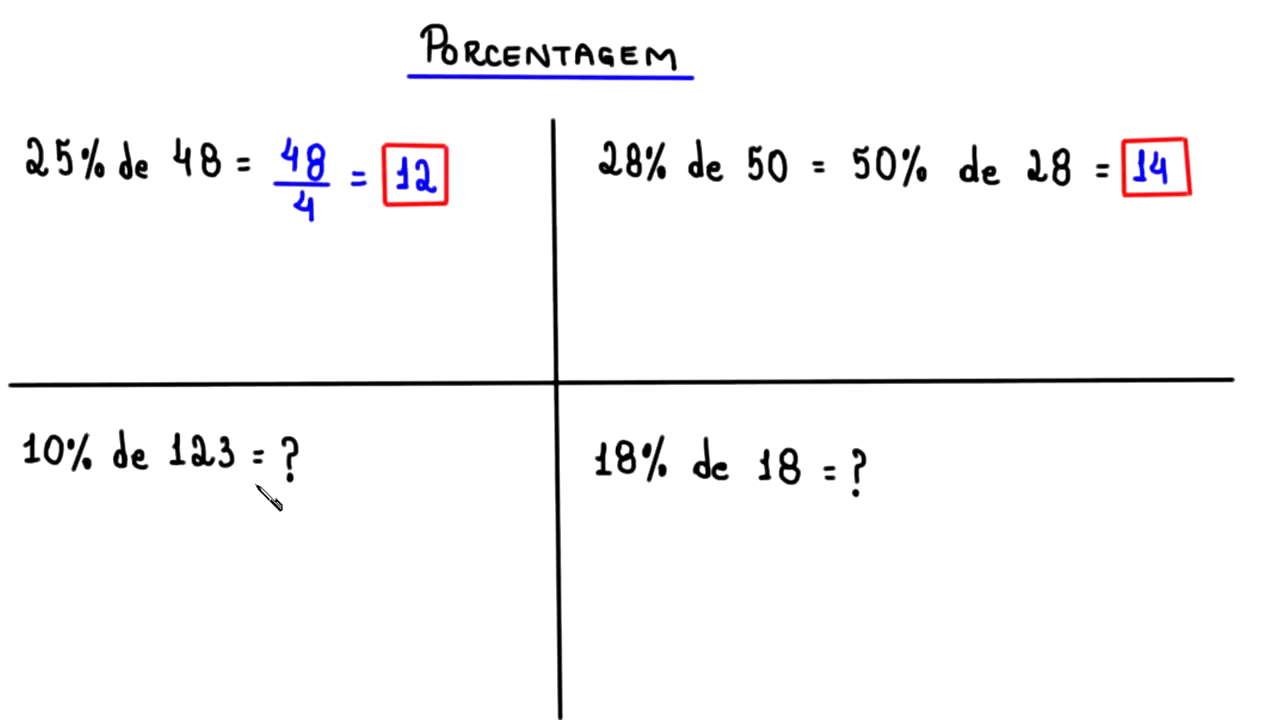 PORCENTAGEM
25% de 48 = 48/4 = 12
28% de 50 = 50% de 28 = 14
10% de 123 = ?
18% de 18 = ?